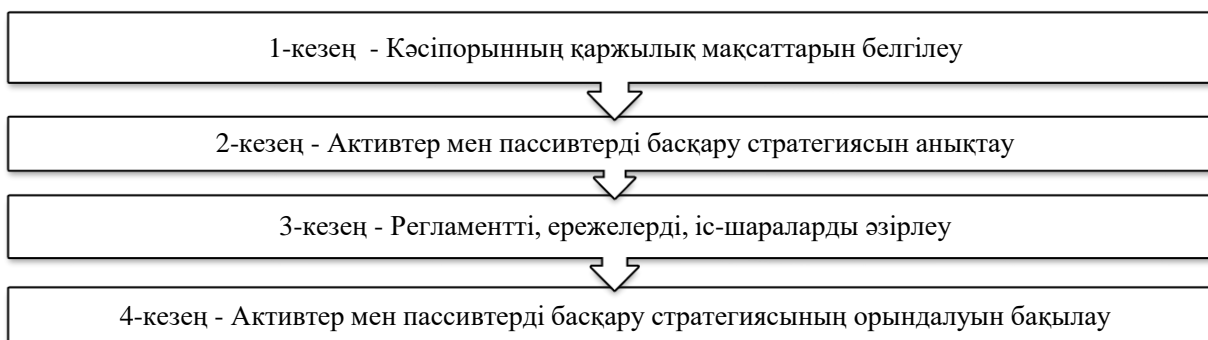 1-кезең - Кәсіпорынның қаржылық мақсаттарын белгілеу
2-кезең - Активтер мен пассивтерді басқару стратегиясын анықтау
3-кезең - Регламентті, ережелерді, іс-шараларды әзірлеу
4-кезең - Активтер мен пассивтерді басқару стратегиясының орындалуын бақылау